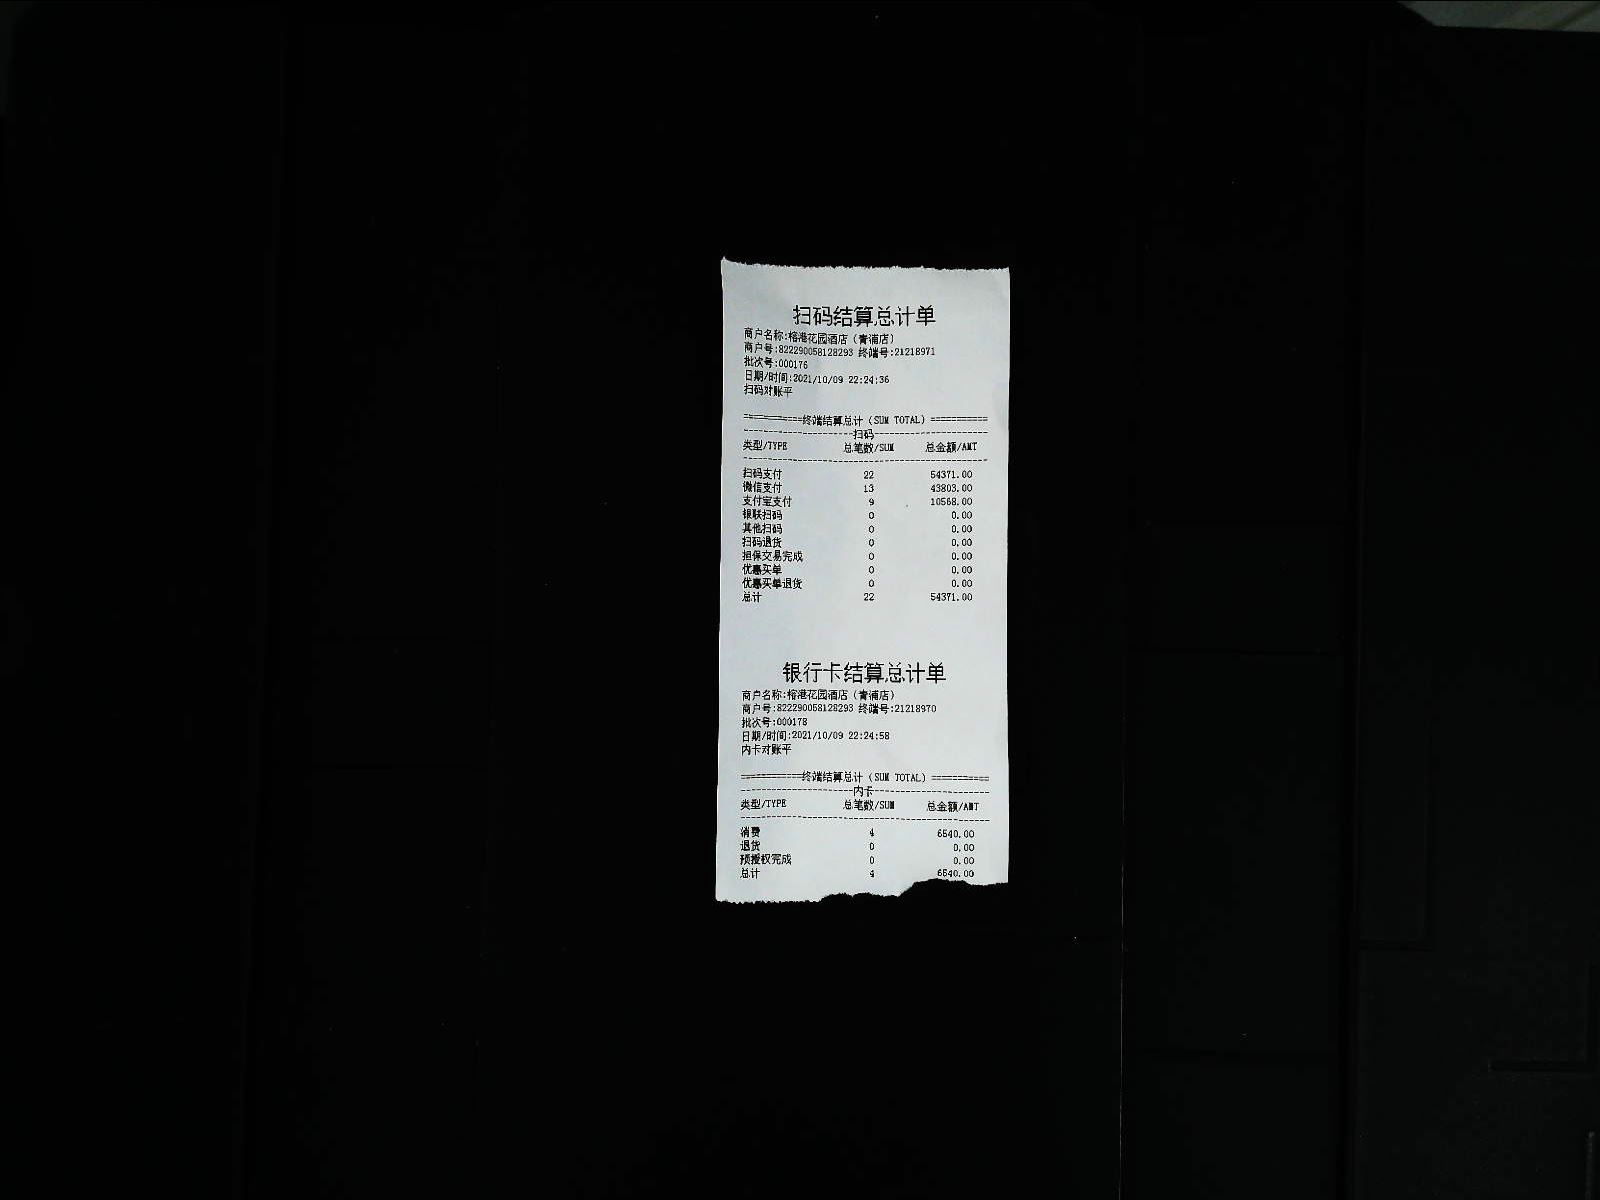 扫码结算总计单
商户名称:榕港花园酒店（青浦店）
商户号:822290058128293 终端号:21218971
批次号:000176
日期/时间:2021/10/09 22:24:36
扫码对账平
==========终端结算总计（SUM TOTAL）==========
--------------------扫码--------------------
类型/TYPE 总笔数/SUM 总金额/AMT
扫码支付 22 54371.00
微信支付 13 43803.00
支付宝支付 9 10568.00
银联扫码 0 0.00
其他扫码 0 0.00
扫码退货 0 0.00
担保交易完成 0 0.00
优惠买单 0 0.00
优惠买单退货 0 0.00
总计 22 54371.00
银行卡结算总计单
商户名称:榕港花园酒店（青浦店）
商户号:822290058128293 终端号:21218970
批次号:000178
日期/时间:2021/10/09 22:24:58
内卡对账平
==========终端结算总计（SUM TOTAL）==========
--------------------内卡--------------------
类型/TYPE 总笔数/SUM 总金额/AMT
消费 4 6540.00
退货 0 0.00
预授权完成 0 0.00
总计 4 6540.00